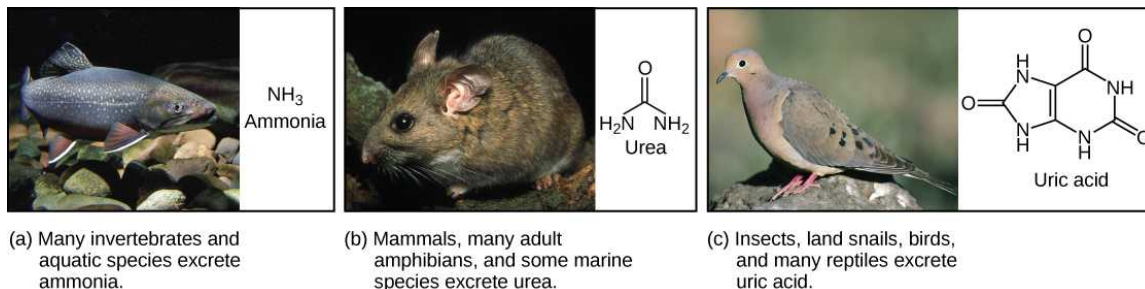 NH₃
Ammonia
O
H₂N NH₂
Urea
O
H
N
NH
O
N
H
N
H
O
Uric acid
(a) Many invertebrates and
aquatic species excrete
ammonia.
(b) Mammals, many adult
amphibians, and some marine
species excrete urea.
(c) Insects, land snails, birds,
and many reptiles excrete
uric acid.